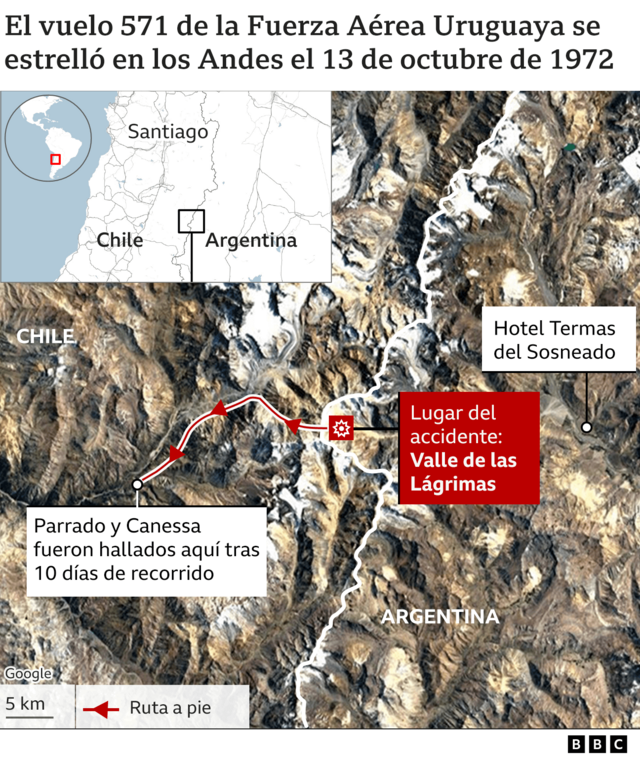 El vuelo 571 de la Fuerza Aérea Uruguaya se
estrelló en los Andes el 13 de octubre de 1972
Santiago
Chile
Argentina
CHILE
Hotel Termas
del Sosneado
Lugar del
accidente:
Valle de las
Lágrimas
Parrado y Canessa
fueron hallados aquí tras
10 días de recorrido
ARGENTINA
Google
5 km
Ruta a pie
BBC